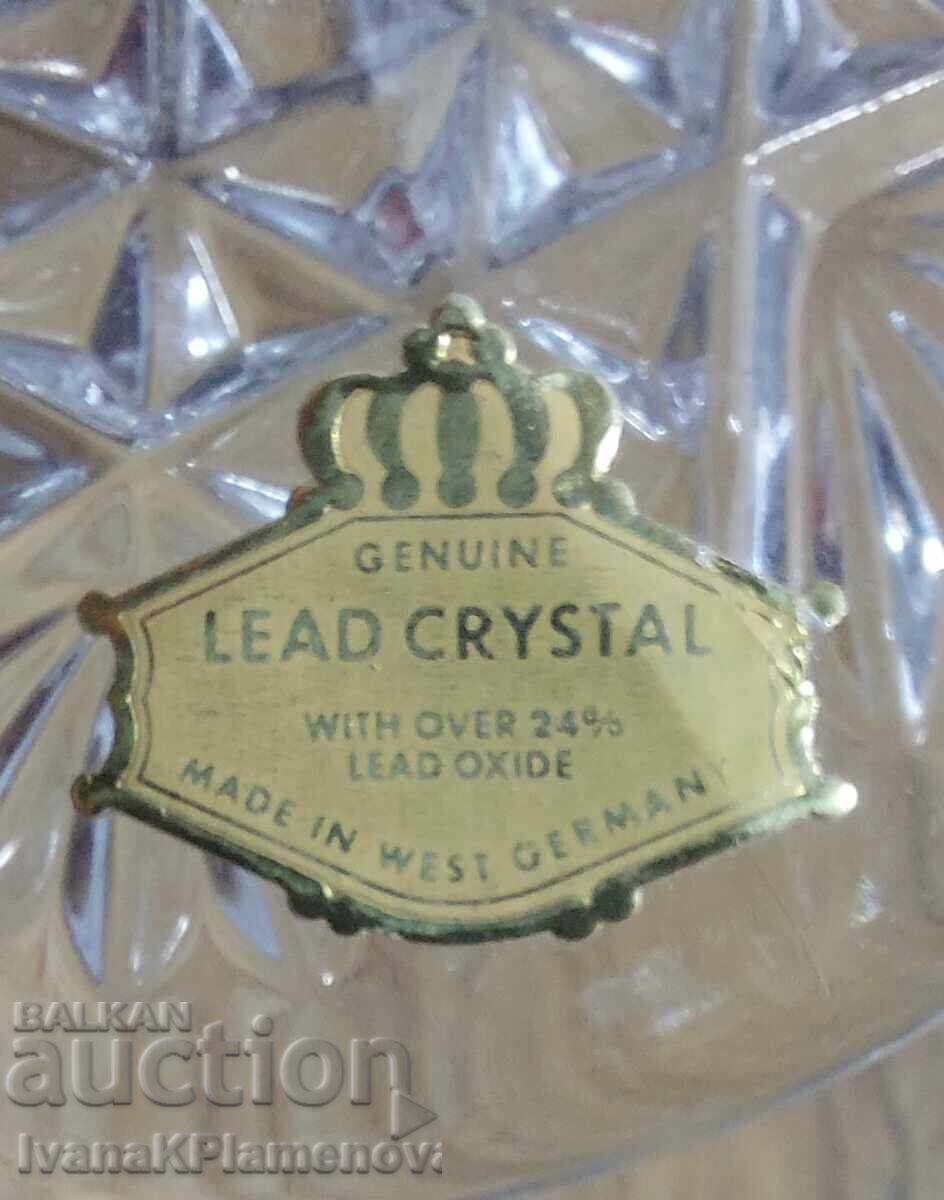 GENUINE
LEAD CRYSTAL
WITH OVER 24%
LEAD OXIDE
MADE IN WEST GERMANY
BALKAN
auction
IvanaKPlamenova